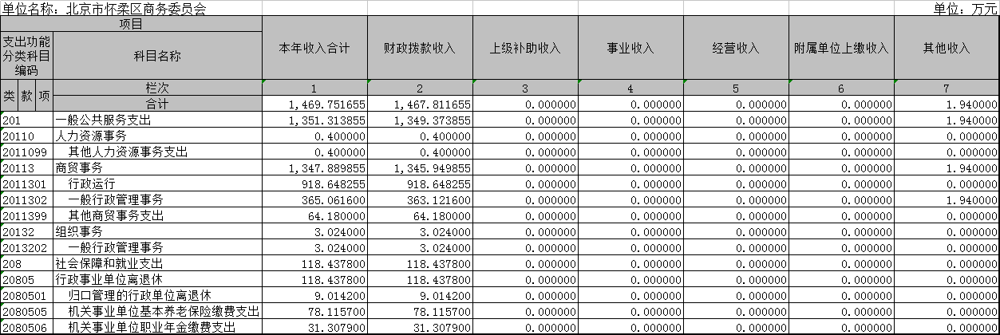 单位名称：北京市怀柔区商务委员会 单位：万元
项目 本年收入合计 财政拨款收入 上级补助收入 事业收入 经营收入 附属单位上缴收入 其他收入
支出功能分类科目编码 科目名称
类 款 项 栏次 1 2 3 4 5 6 7
合计 1,469.751655 1,467.811655 0.000000 0.000000 0.000000 0.000000 1.940000
201 一般公共服务支出 1,351.313855 1,349.373855 0.000000 0.000000 0.000000 0.000000 1.940000
20110 人力资源事务 0.400000 0.400000 0.000000 0.000000 0.000000 0.000000 0.000000
2011099 其他人力资源事务支出 0.400000 0.400000 0.000000 0.000000 0.000000 0.000000 0.000000
20113 商贸事务 1,347.889855 1,345.949855 0.000000 0.000000 0.000000 0.000000 1.940000
2011301 行政运行 918.648255 918.648255 0.000000 0.000000 0.000000 0.000000 0.000000
2011302 一般行政管理事务 365.061600 363.121600 0.000000 0.000000 0.000000 0.000000 1.940000
2011399 其他商贸事务支出 64.180000 64.180000 0.000000 0.000000 0.000000 0.000000 0.000000
20132 组织事务 3.024000 3.024000 0.000000 0.000000 0.000000 0.000000 0.000000
2013202 一般行政管理事务 3.024000 3.024000 0.000000 0.000000 0.000000 0.000000 0.000000
208 社会保障和就业支出 118.437800 118.437800 0.000000 0.000000 0.000000 0.000000 0.000000
20805 行政事业单位离退休 118.437800 118.437800 0.000000 0.000000 0.000000 0.000000 0.000000
2080501 归口管理的行政单位离退休 9.014200 9.014200 0.000000 0.000000 0.000000 0.000000 0.000000
2080505 机关事业单位基本养老保险缴费支出 78.115700 78.115700 0.000000 0.000000 0.000000 0.000000 0.000000
2080506 机关事业单位职业年金缴费支出 31.307900 31.307900 0.000000 0.000000 0.000000 0.000000 0.000000